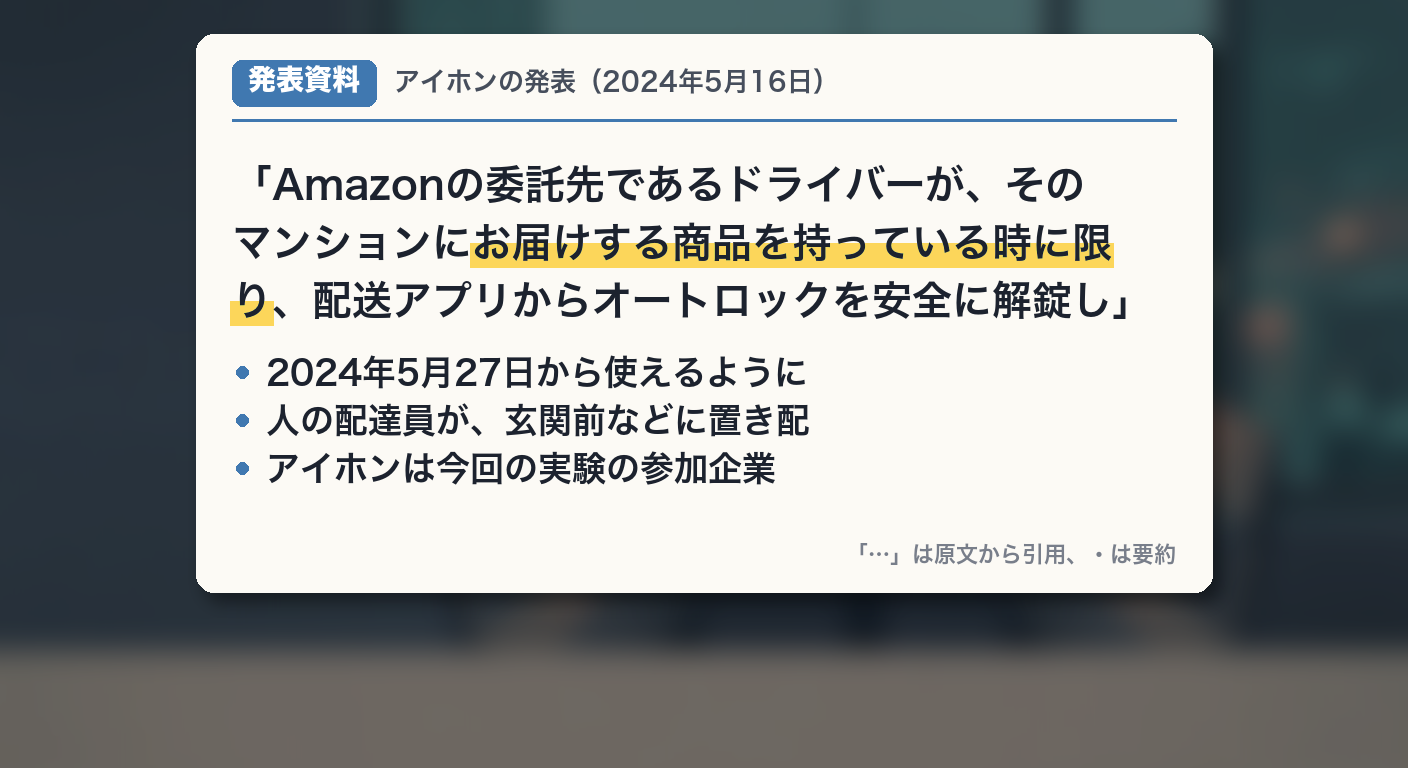 発表資料 アイホンの発表（2024年5月16日）
「Amazonの委託先であるドライバーが、その
マンションにお届けする商品を持っている時に限
り、配送アプリからオートロックを安全に解錠し」
• 2024年5月27日から使えるように
• 人の配達員が、玄関前などに置き配
• アイホンは今回の実験の参加企業
「…」は原文から引用、・は要約